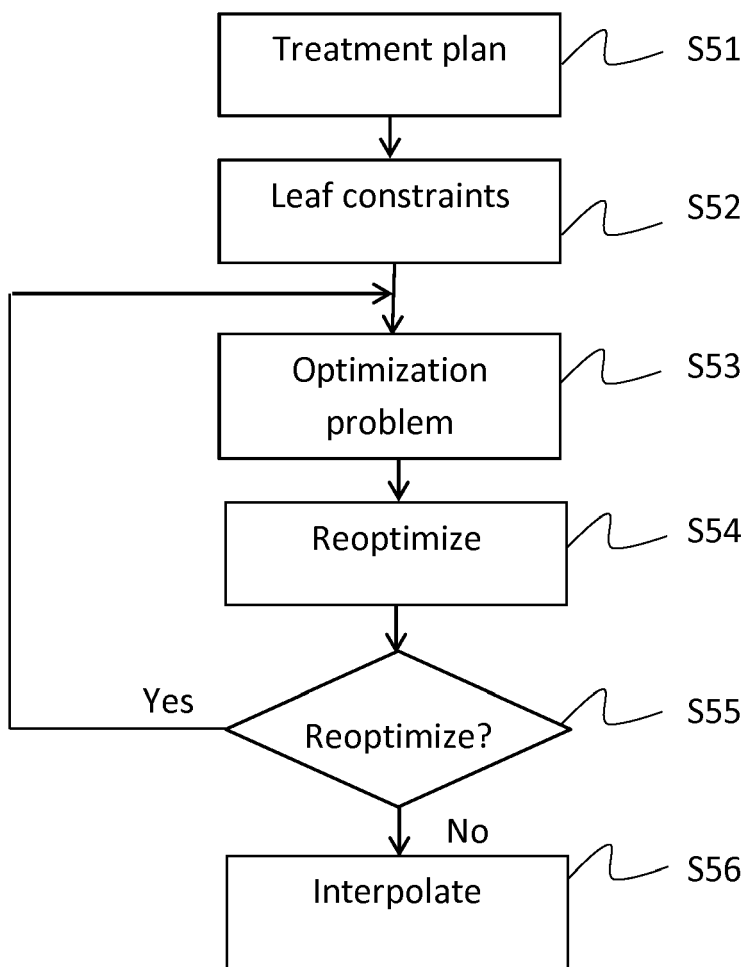 Treatment plan
S51
Leaf constraints
S52
Optimization
problem
S53
Reoptimize
S54
Yes
Reoptimize?
S55
No
Interpolate
S56